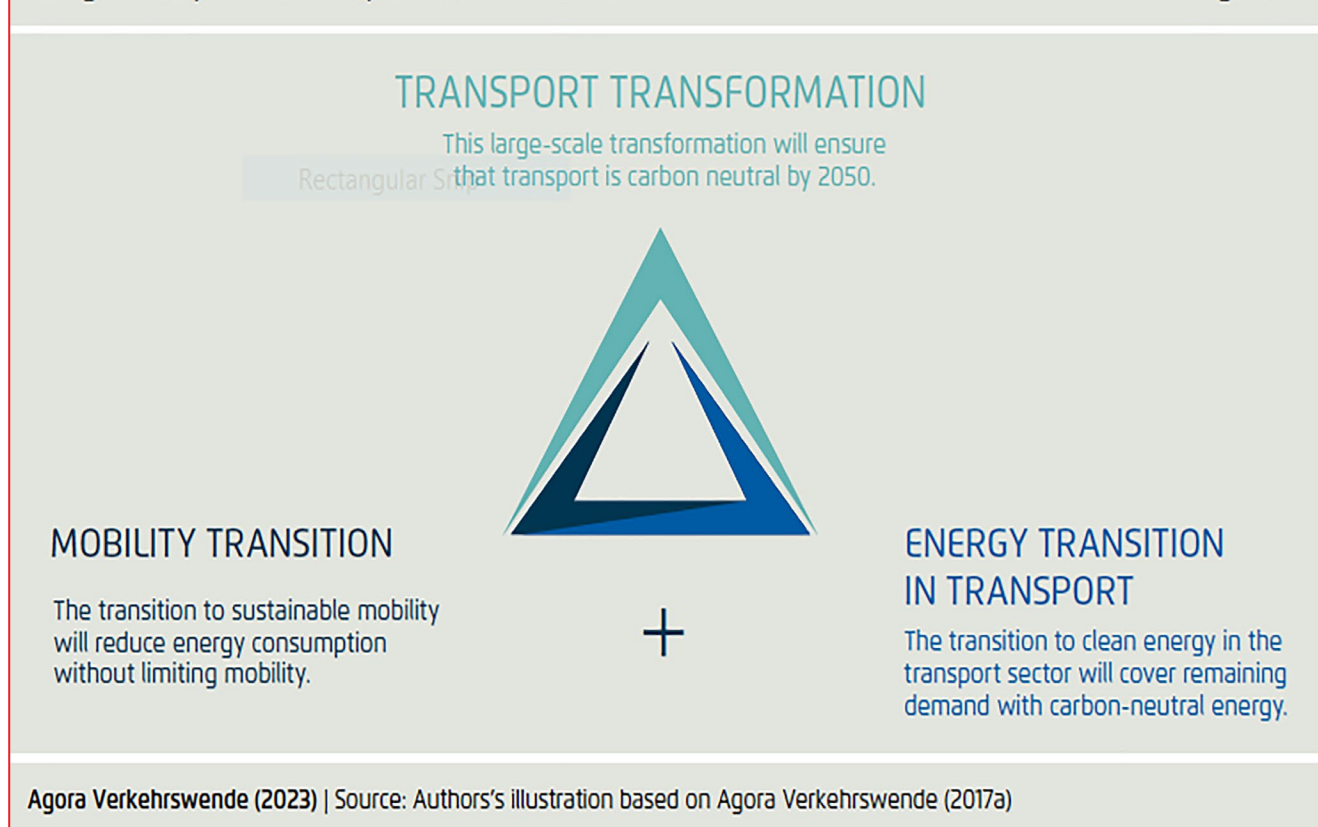 TRANSPORT TRANSFORMATION
This large-scale transformation will ensure
that transport is carbon neutral by 2050.
Rectangular Snip
MOBILITY TRANSITION
The transition to sustainable mobility
will reduce energy consumption
without limiting mobility.
+
ENERGY TRANSITION
IN TRANSPORT
The transition to clean energy in the
transport sector will cover remaining
demand with carbon-neutral energy.
Agora Verkehrswende (2023) | Source: Authors's illustration based on Agora Verkehrswende (2017a)